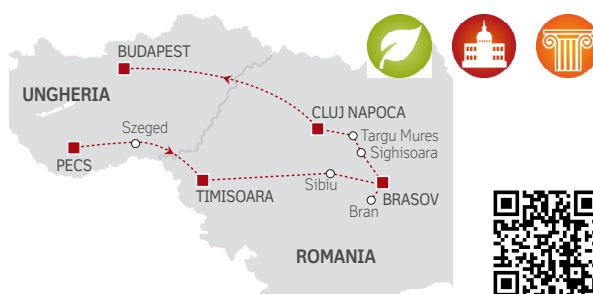 BUDAPEST
UNGHERIA
CLUJ NAPOCA
Szeged
Targu Mures
Sighisoara
PECS
TIMISOARA
Sibiu
BRASOV
Bran
ROMANIA